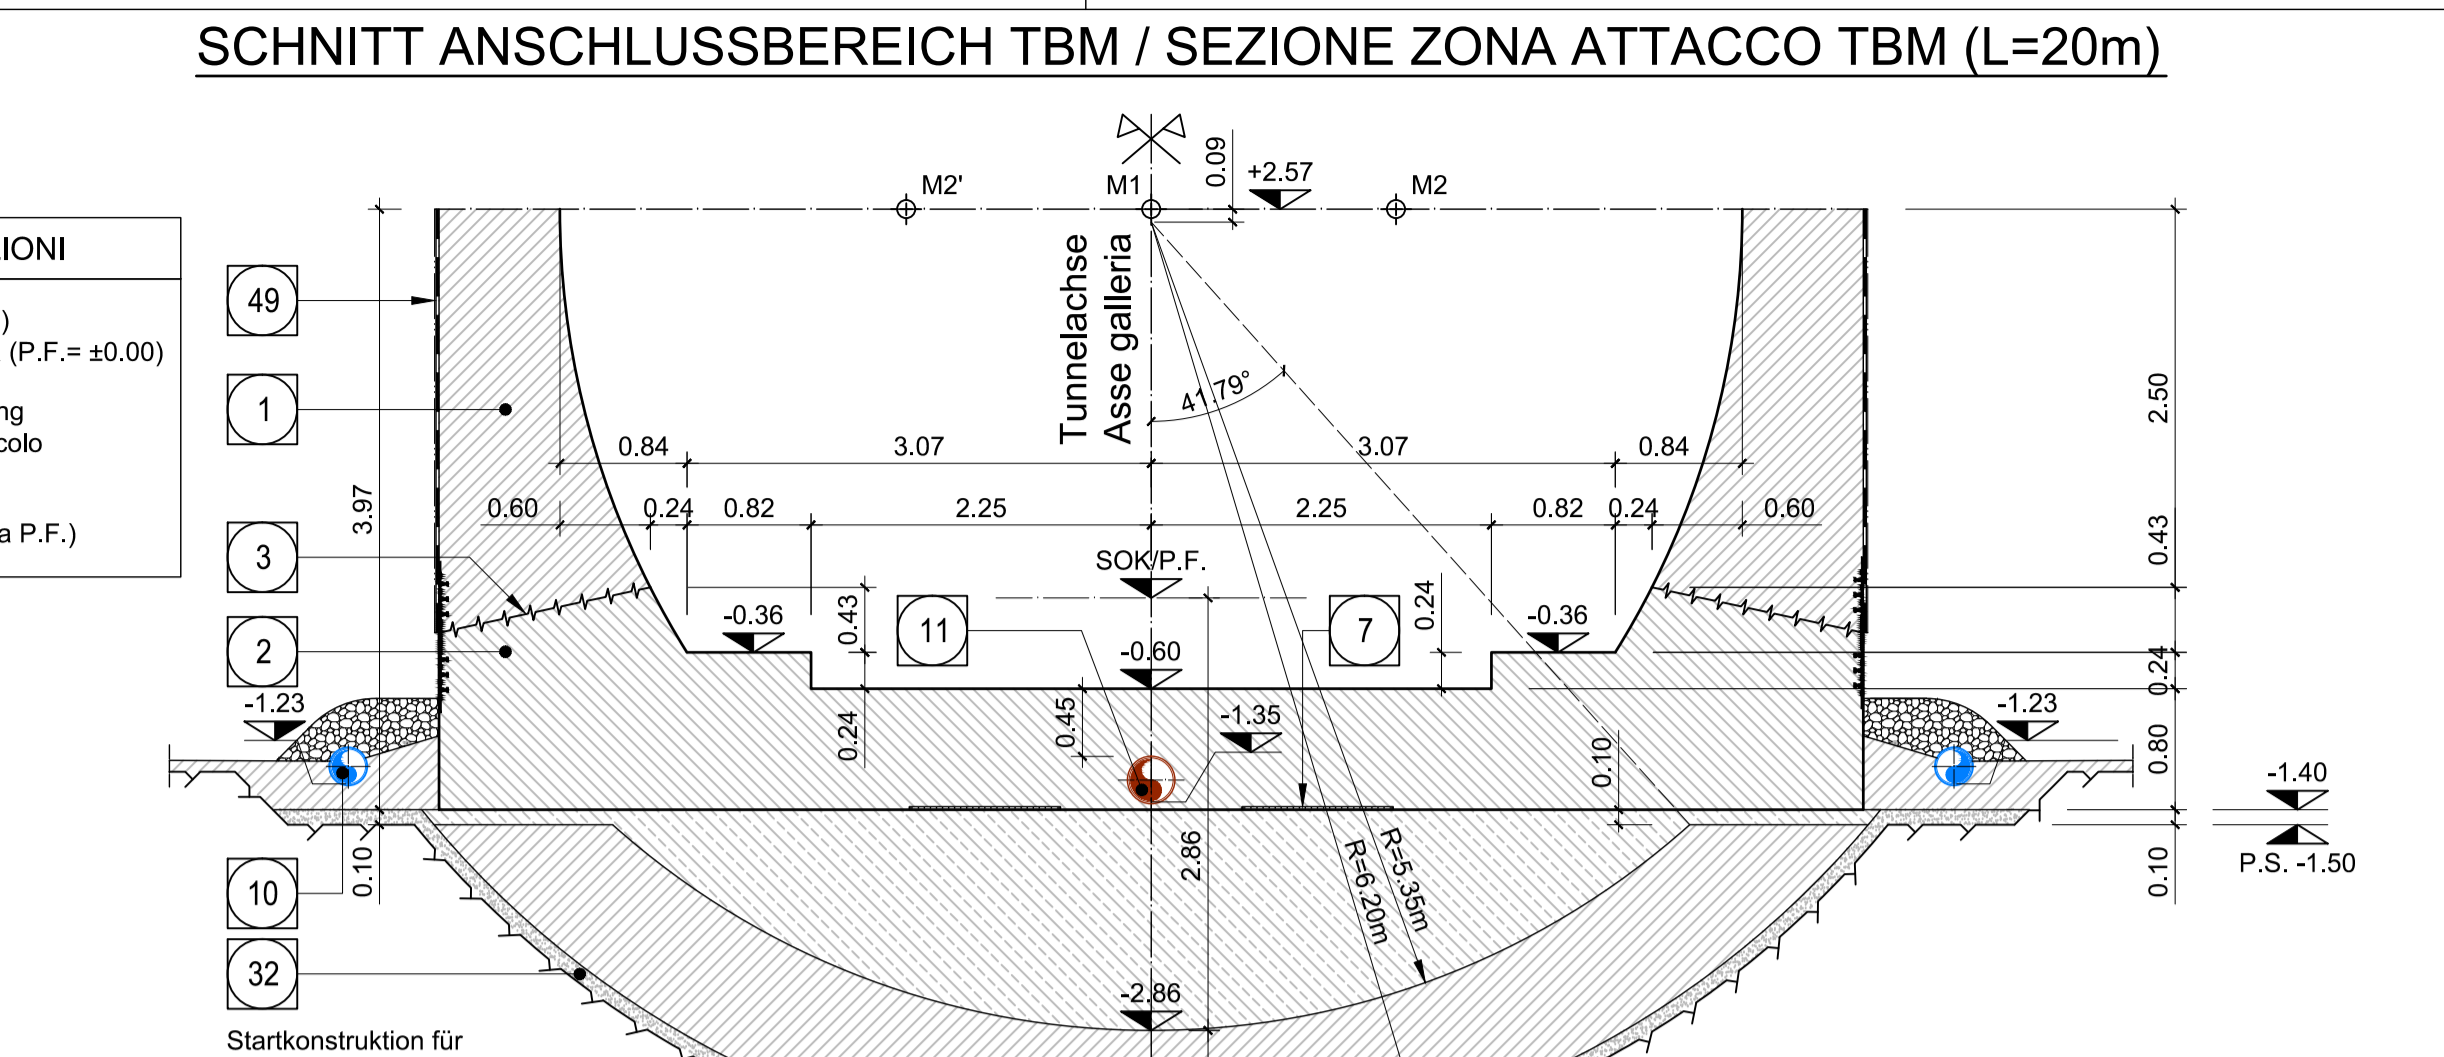 SCHNITT ANSCHLUSSBEREICH TBM / SEZIONE ZONA ATTACCO TBM (L=20m)
0.09
+2.57
M2'
M1
M2
IONI
)
(P.F.= ±0.00)
ng
colo
a P.F.)
49
1
3
2
10
32
Tunnelachse
Asse galleria
41.79°
3.97
2.50
0.84
3.07
3.07
0.84
0.60
0.24
0.82
2.25
2.25
0.82
0.24
0.60
0.43
SOK/P.F.
11
7
-0.36
0.43
-0.60
0.24
-0.36
0.24
-1.23
0.24
0.45
-1.35
0.10
-1.23
0.80
-1.40
P.S. -1.50
0.10
0.10
2.86
R=5.35m
R=6.20m
-2.86
Startkonstruktion für